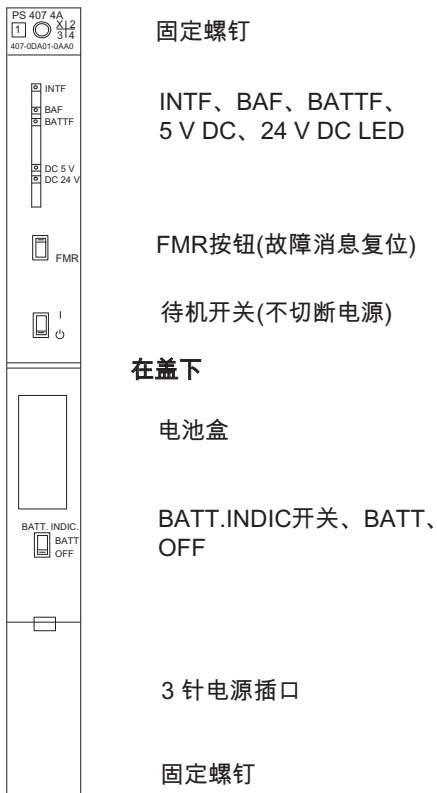 PS 407 4A
1 X 2
3 4
407-0DA01-0AA0
固定螺钉
INTF
BAF
BATTF
DC 5 V
DC 24 V
INTF、BAF、BATTF、
5 V DC、24 V DC LED
FMR
FMR按钮(故障消息复位)
I
待机开关(不切断电源)
在盖下
电池盒
BATT. INDIC.
BATT
OFF
BATT.INDIC开关、BATT、
OFF
3 针电源插口
固定螺钉